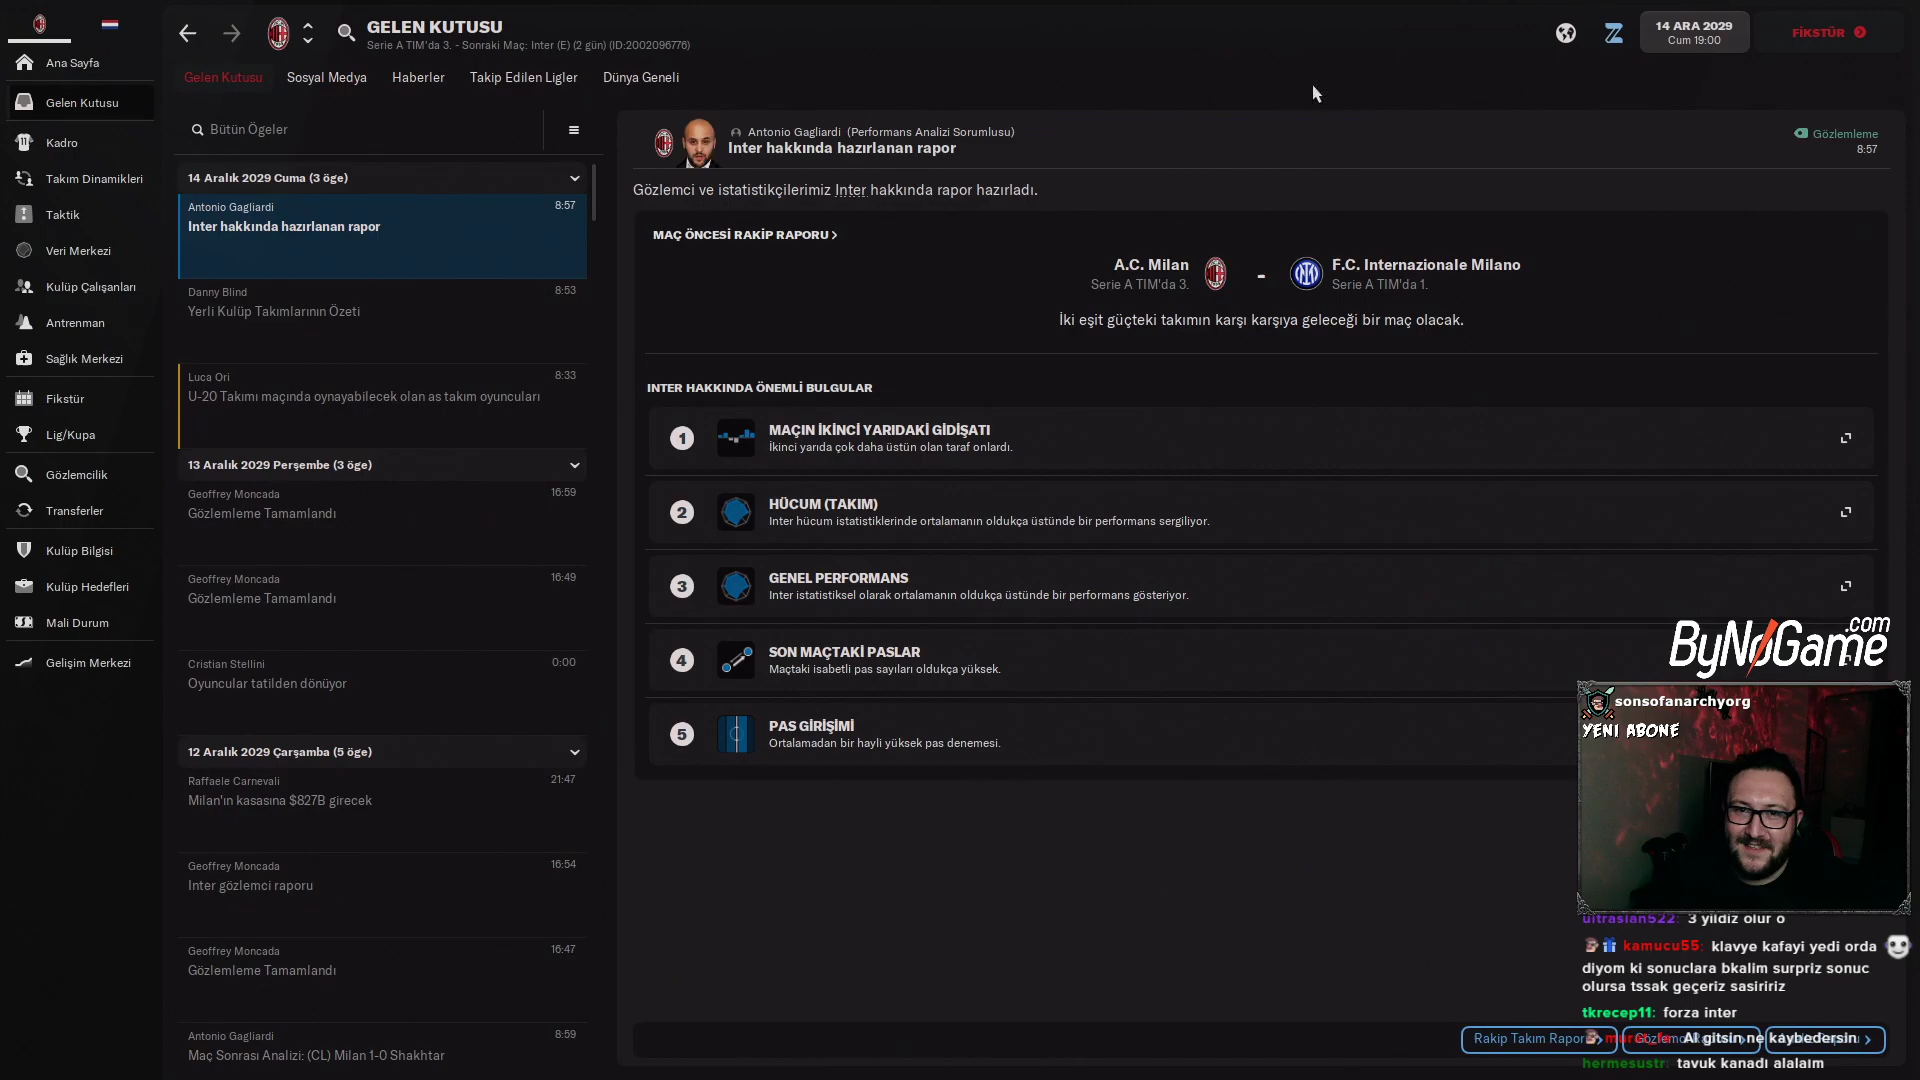 GELEN KUTUSU
Serie A TIM'da 3. - Sonraki Maç: Inter (E) (2 gün) (ID:2002096776)
14 ARA 2029
Cum 19:00
FİKSTÜR
Ana Sayfa
Gelen Kutusu
Kadro
Takım Dinamikleri
Taktik
Veri Merkezi
Kulüp Çalışanları
Antrenman
Sağlık Merkezi
Fikstür
Lig/Kupa
Gözlemcilik
Transferler
Kulüp Bilgisi
Kulüp Hedefleri
Mali Durum
Gelişim Merkezi
Gelen Kutusu
Sosyal Medya
Haberler
Takip Edilen Ligler
Dünya Geneli
Bütün Ögeler
14 Aralık 2029 Cuma (3 öge)
Antonio Gagliardi 8:57
Inter hakkında hazırlanan rapor
Danny Blind 8:53
Yerli Kulüp Takımlarının Özeti
Luca Ori 8:33
U-20 Takımı maçında oynayabilecek olan as takım oyuncuları
13 Aralık 2029 Perşembe (3 öge)
Geoffrey Moncada 16:59
Gözlemleme Tamamlandı
Geoffrey Moncada 16:49
Gözlemleme Tamamlandı
Cristian Stellini 0:00
Oyuncular tatilden dönüyor
12 Aralık 2029 Çarşamba (5 öge)
Raffaele Carnevali 21:47
Milan'ın kasasına $827B girecek
Geoffrey Moncada 16:54
Inter gözlemci raporu
Geoffrey Moncada 16:47
Gözlemleme Tamamlandı
Antonio Gagliardi 8:59
Maç Sonrası Analizi: (CL) Milan 1-0 Shakhtar
Antonio Gagliardi (Performans Analizi Sorumlusu)
Inter hakkında hazırlanan rapor
Gözlemleme
8:57
Gözlemci ve istatistikçilerimiz Inter hakkında rapor hazırladı.
MAÇ ÖNCESİ RAKİP RAPORU
A.C. Milan
Serie A TIM'da 3.
-
F.C. Internazionale Milano
Serie A TIM'da 1.
İki eşit güçteki takımın karşı karşıya geleceği bir maç olacak.
INTER HAKKINDA ÖNEMLİ BULGULAR
1
MAÇIN İKİNCİ YARIDAKİ GİDİŞATI
İkinci yarıda çok daha üstün olan taraf onlardı.
2
HÜCUM (TAKIM)
Inter hücum istatistiklerinde ortalamanın oldukça üstünde bir performans sergiliyor.
3
GENEL PERFORMANS
Inter istatistiksel olarak ortalamanın oldukça üstünde bir performans gösteriyor.
4
SON MAÇTAKİ PASLAR
Maçtaki isabetli pas sayıları oldukça yüksek.
5
PAS GİRİŞİMİ
Ortalamadan bir hayli yüksek pas denemesi.
ByNoGame.com
sonsofanarchyorg
YENİ ABONE
ultraslan522: 3 yildiz olur o
kamucu55: klavye kafayi yedi orda
diyom ki sonuclara bkalim surpriz sonuc
olursa tssak geçeriz sasiririz
tkrecep11: forza inter
Al gitsin ne kaybedersin
hermesustr: tavuk kanadı alalaım
Rakip Takım Raporu